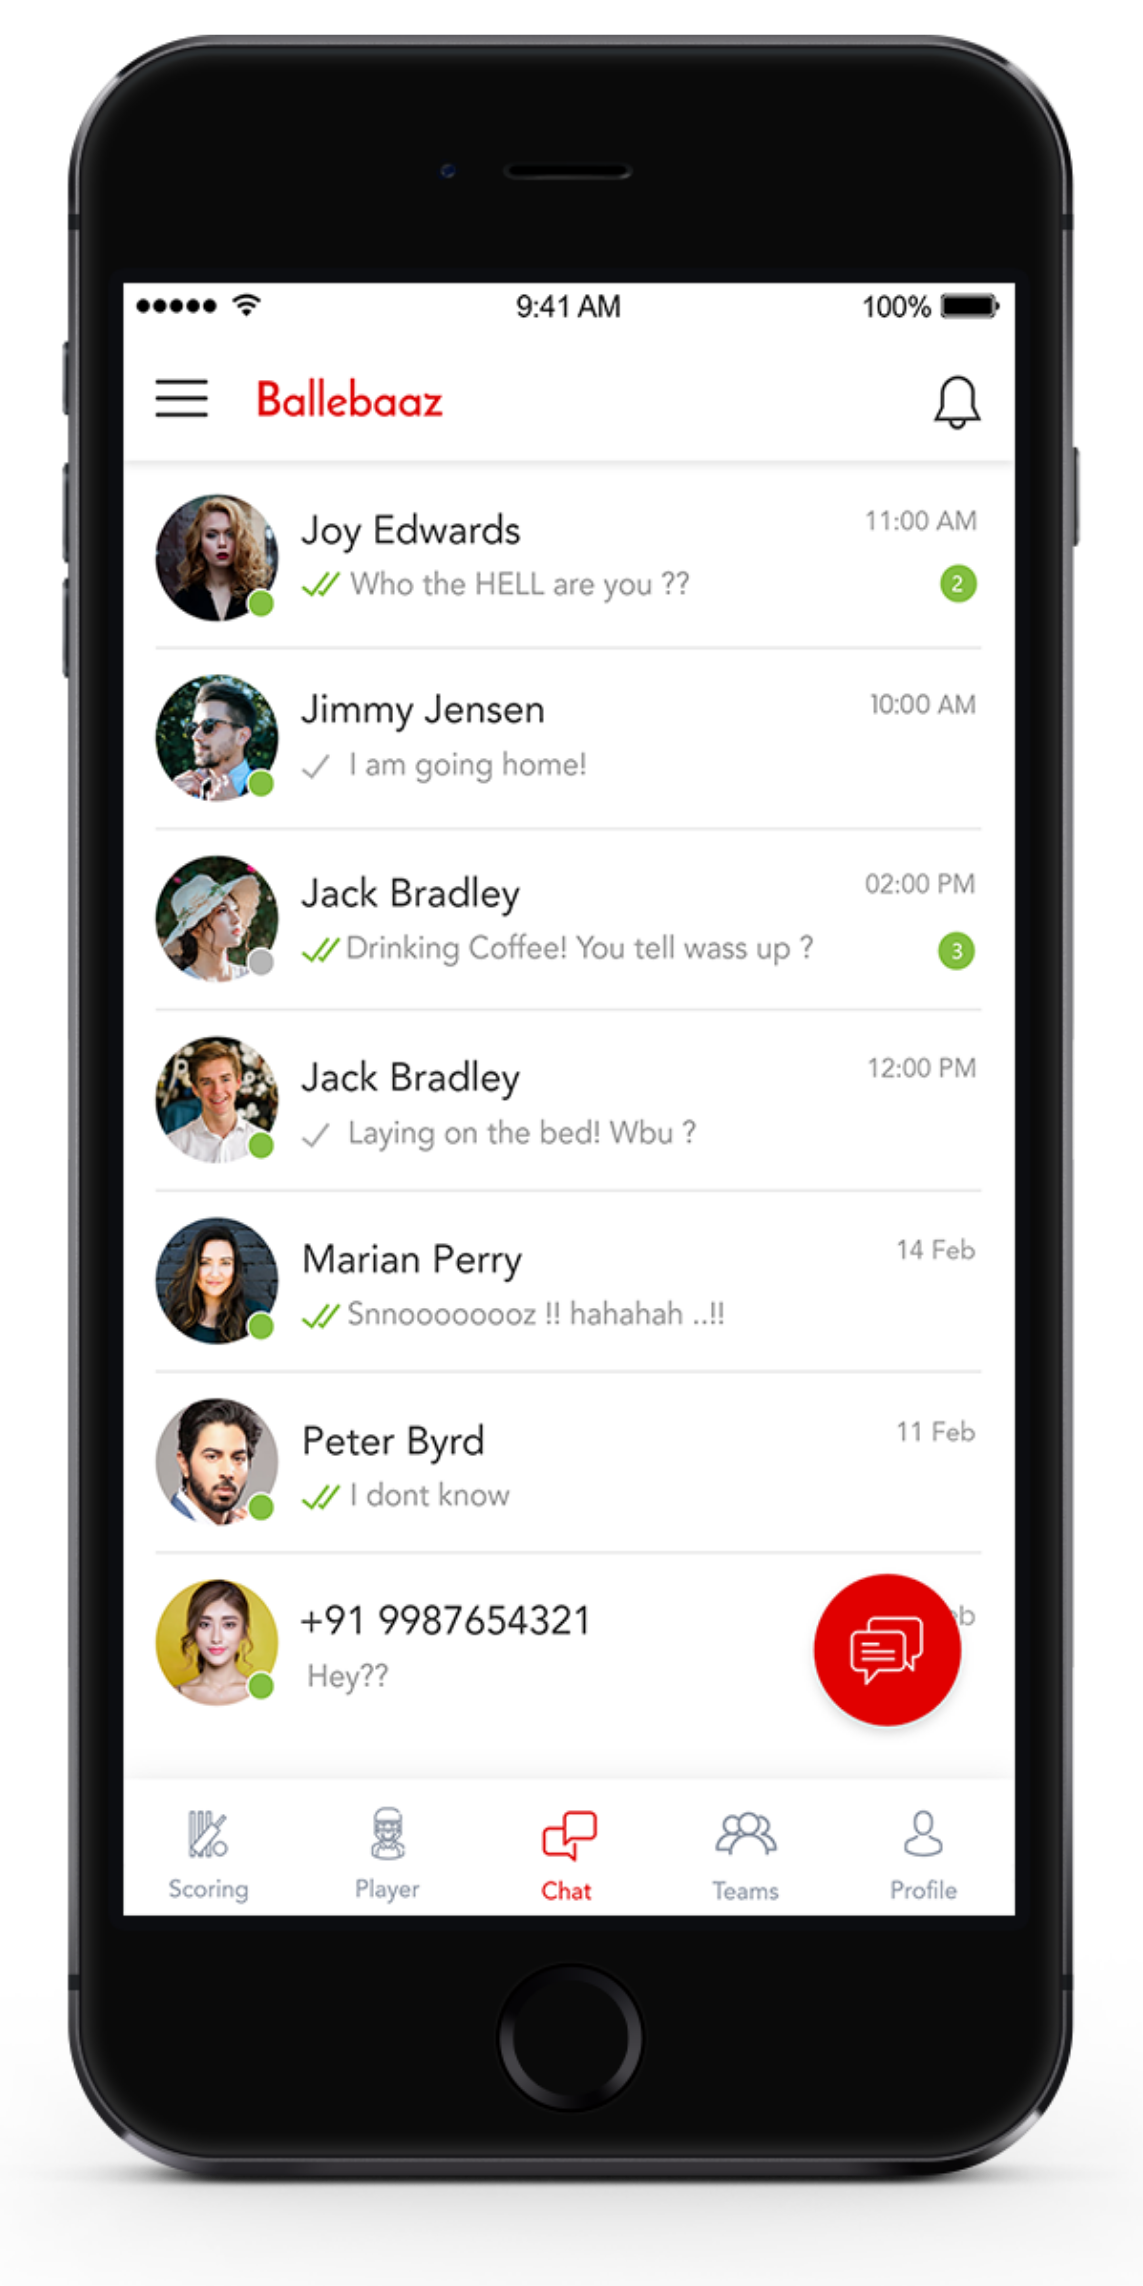 9:41 AM
100%
Ballebaaz
Joy Edwards
11:00 AM
Who the HELL are you ??
2
Jimmy Jensen
10:00 AM
I am going home!
Jack Bradley
02:00 PM
Drinking Coffee! You tell wass up ?
3
Jack Bradley
12:00 PM
Laying on the bed! Wbu ?
Marian Perry
14 Feb
Snnoooooooz !! hahahah ..!!
Peter Byrd
11 Feb
I dont know
+91 9987654321
Hey??
Scoring
Player
Chat
Teams
Profile